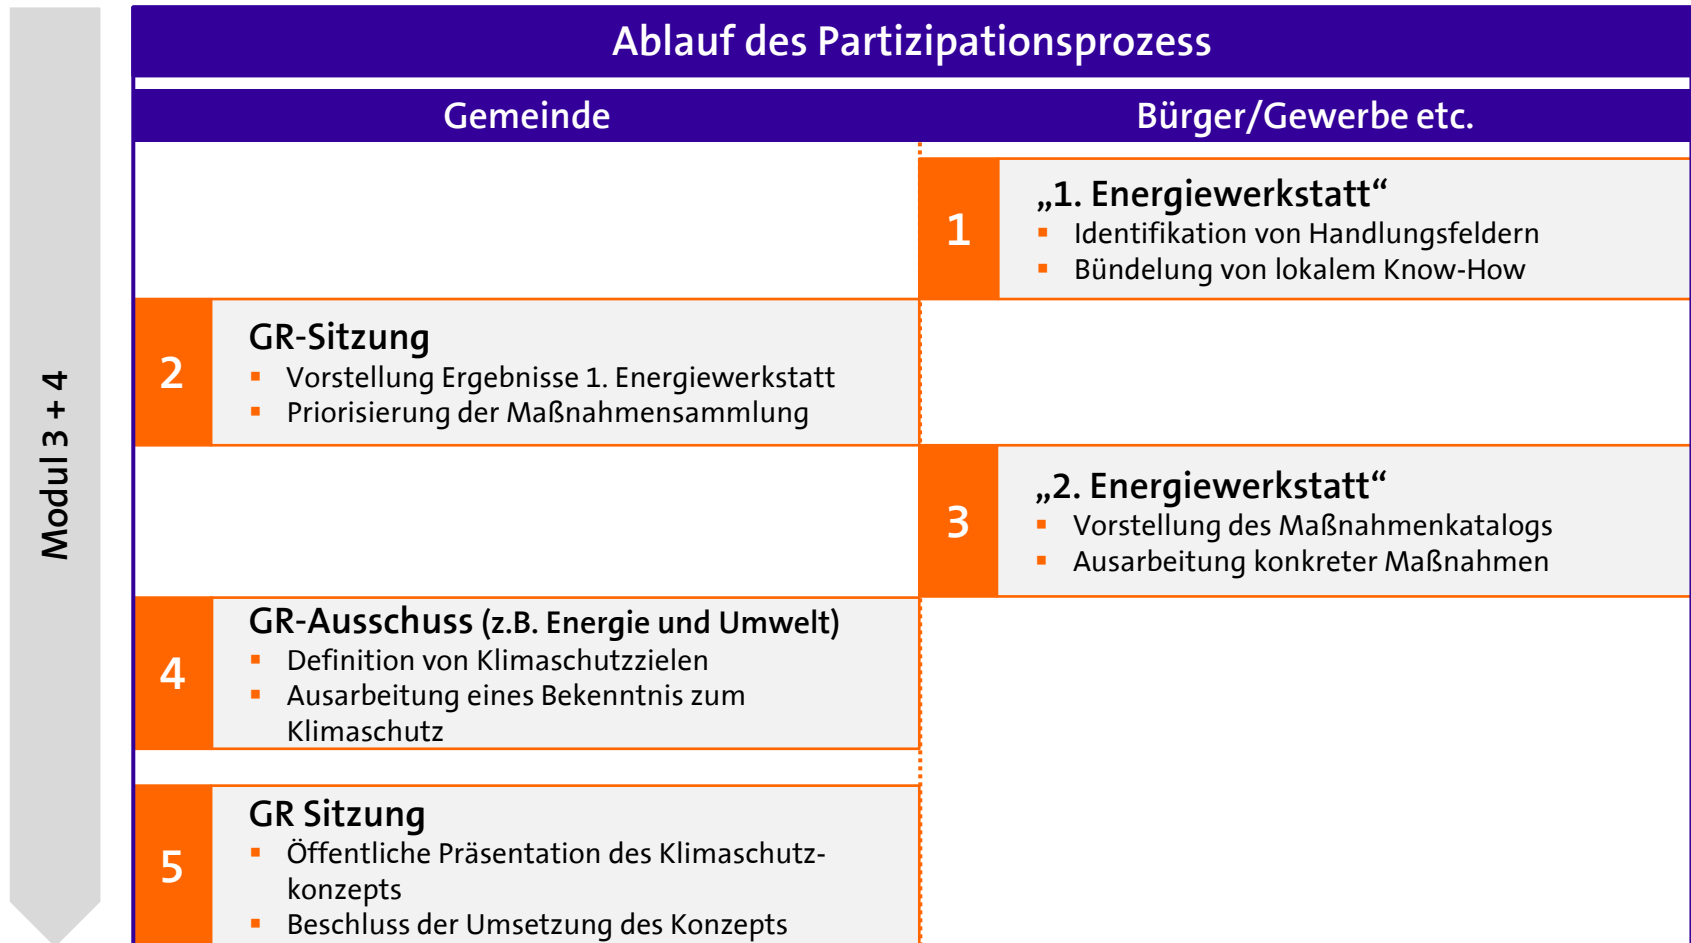 Ablauf des Partizipationsprozess
Gemeinde
Bürger/Gewerbe etc.
Modul 3 + 4
1
„1. Energiewerkstatt“
▪ Identifikation von Handlungsfeldern
▪ Bündelung von lokalem Know-How
2
GR-Sitzung
▪ Vorstellung Ergebnisse 1. Energiewerkstatt
▪ Priorisierung der Maßnahmensammlung
3
„2. Energiewerkstatt“
▪ Vorstellung des Maßnahmenkatalogs
▪ Ausarbeitung konkreter Maßnahmen
4
GR-Ausschuss (z.B. Energie und Umwelt)
▪ Definition von Klimaschutzzielen
▪ Ausarbeitung eines Bekenntnis zum
Klimaschutz
5
GR Sitzung
▪ Öffentliche Präsentation des Klimaschutz-
konzepts
▪ Beschluss der Umsetzung des Konzepts